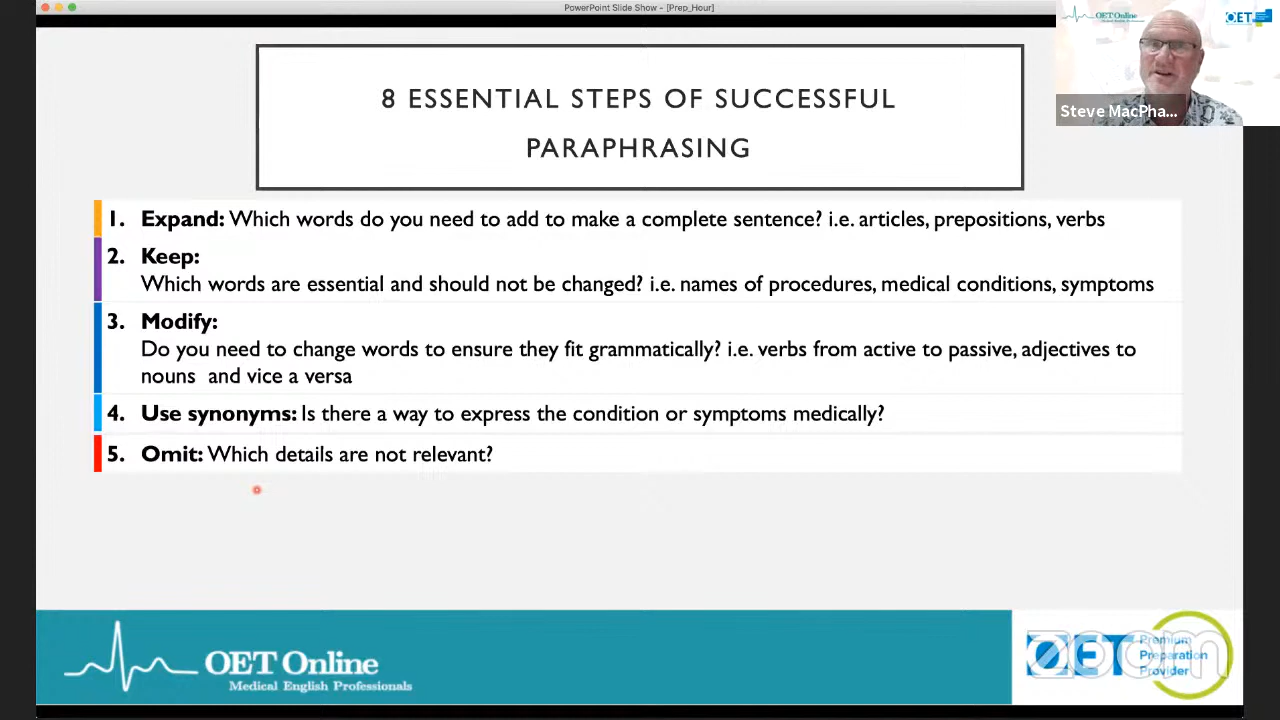 PowerPoint Slide Show - [Prep_Hour]
OET Online
OET
Steve MacPha...
8 ESSENTIAL STEPS OF SUCCESSFUL
PARAPHRASING
1. Expand: Which words do you need to add to make a complete sentence? i.e. articles, prepositions, verbs
2. Keep:
Which words are essential and should not be changed? i.e. names of procedures, medical conditions, symptoms
3. Modify:
Do you need to change words to ensure they fit grammatically? i.e. verbs from active to passive, adjectives to
nouns and vice a versa
4. Use synonyms: Is there a way to express the condition or symptoms medically?
5. Omit: Which details are not relevant?
OET Online
Medical English Professionals
OET
zoom
Premium
Preparation
Provider